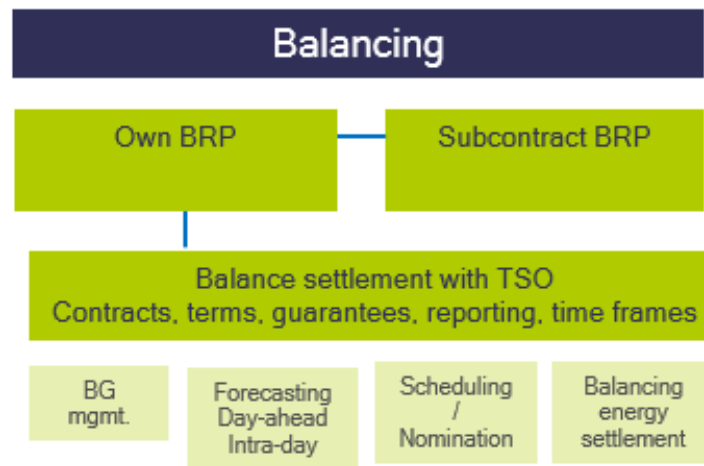 Balancing
Own BRP
Subcontract BRP
Balance settlement with TSO
Contracts, terms, guarantees, reporting, time frames
BG
mgmt.
Forecasting
Day-ahead
Intra-day
Scheduling
/
Nomination
Balancing
energy
settlement